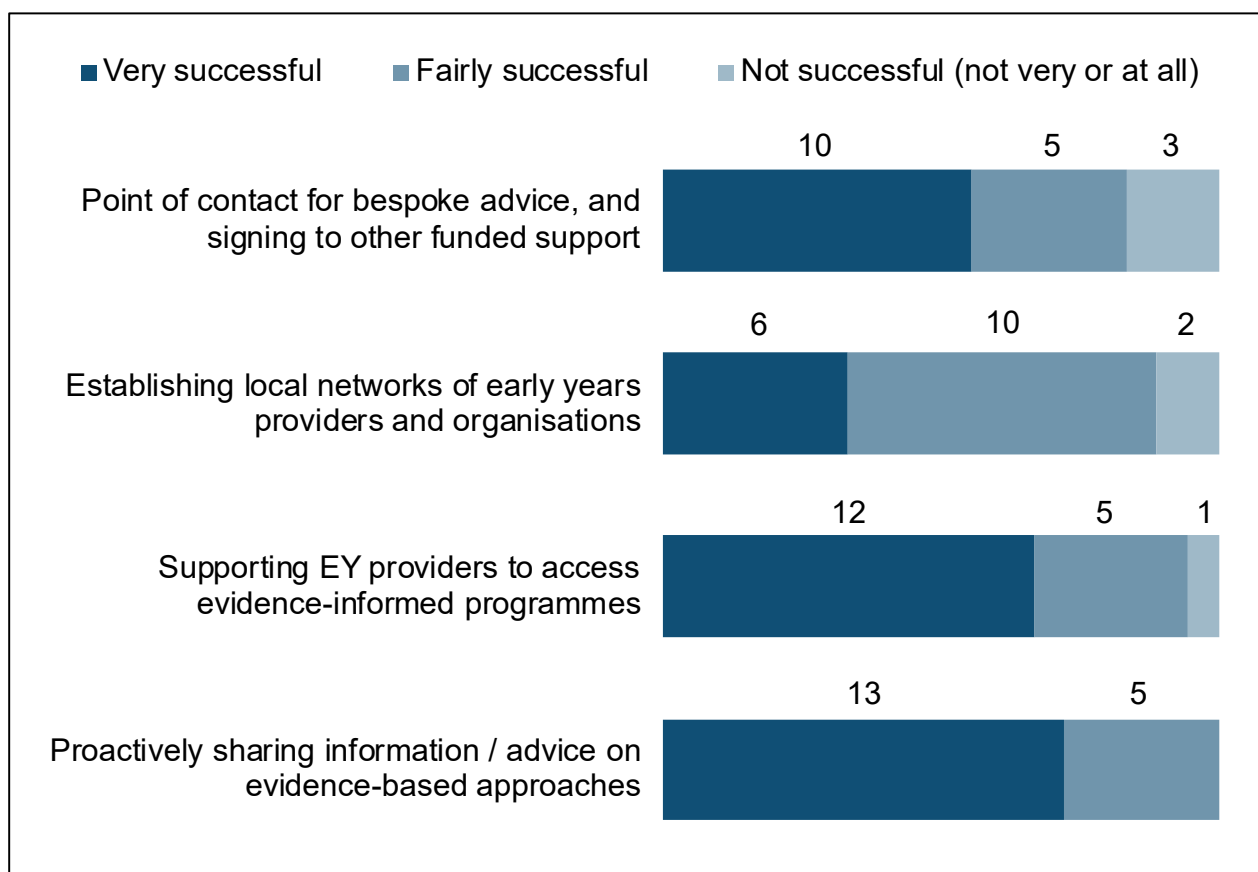 Very successful Fairly successful Not successful (not very or at all)
10 5 3
Point of contact for bespoke advice, and
signing to other funded support
6 10 2
Establishing local networks of early years
providers and organisations
12 5 1
Supporting EY providers to access
evidence-informed programmes
13 5
Proactively sharing information / advice on
evidence-based approaches